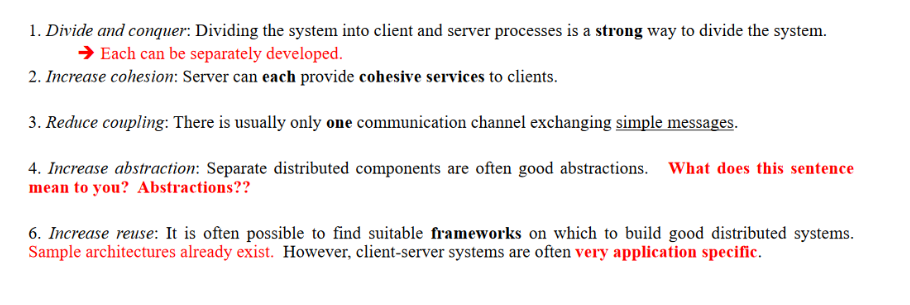 1. Divide and conquer: Dividing the system into client and server processes is a strong way to divide the system.
➔ Each can be separately developed.
2. Increase cohesion: Server can each provide cohesive services to clients.
3. Reduce coupling: There is usually only one communication channel exchanging simple messages.
4. Increase abstraction: Separate distributed components are often good abstractions. What does this sentence
mean to you? Abstractions??
6. Increase reuse: It is often possible to find suitable frameworks on which to build good distributed systems.
Sample architectures already exist. However, client-server systems are often very application specific.